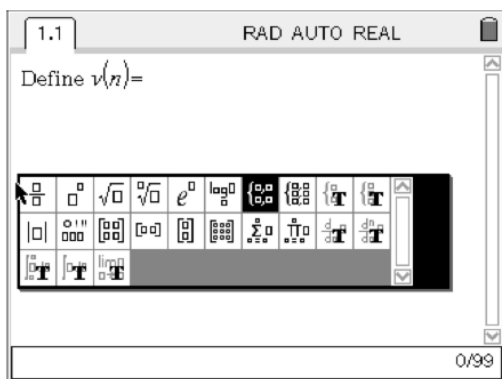 1.1 RAD AUTO REAL
Define v(n)=
0/99